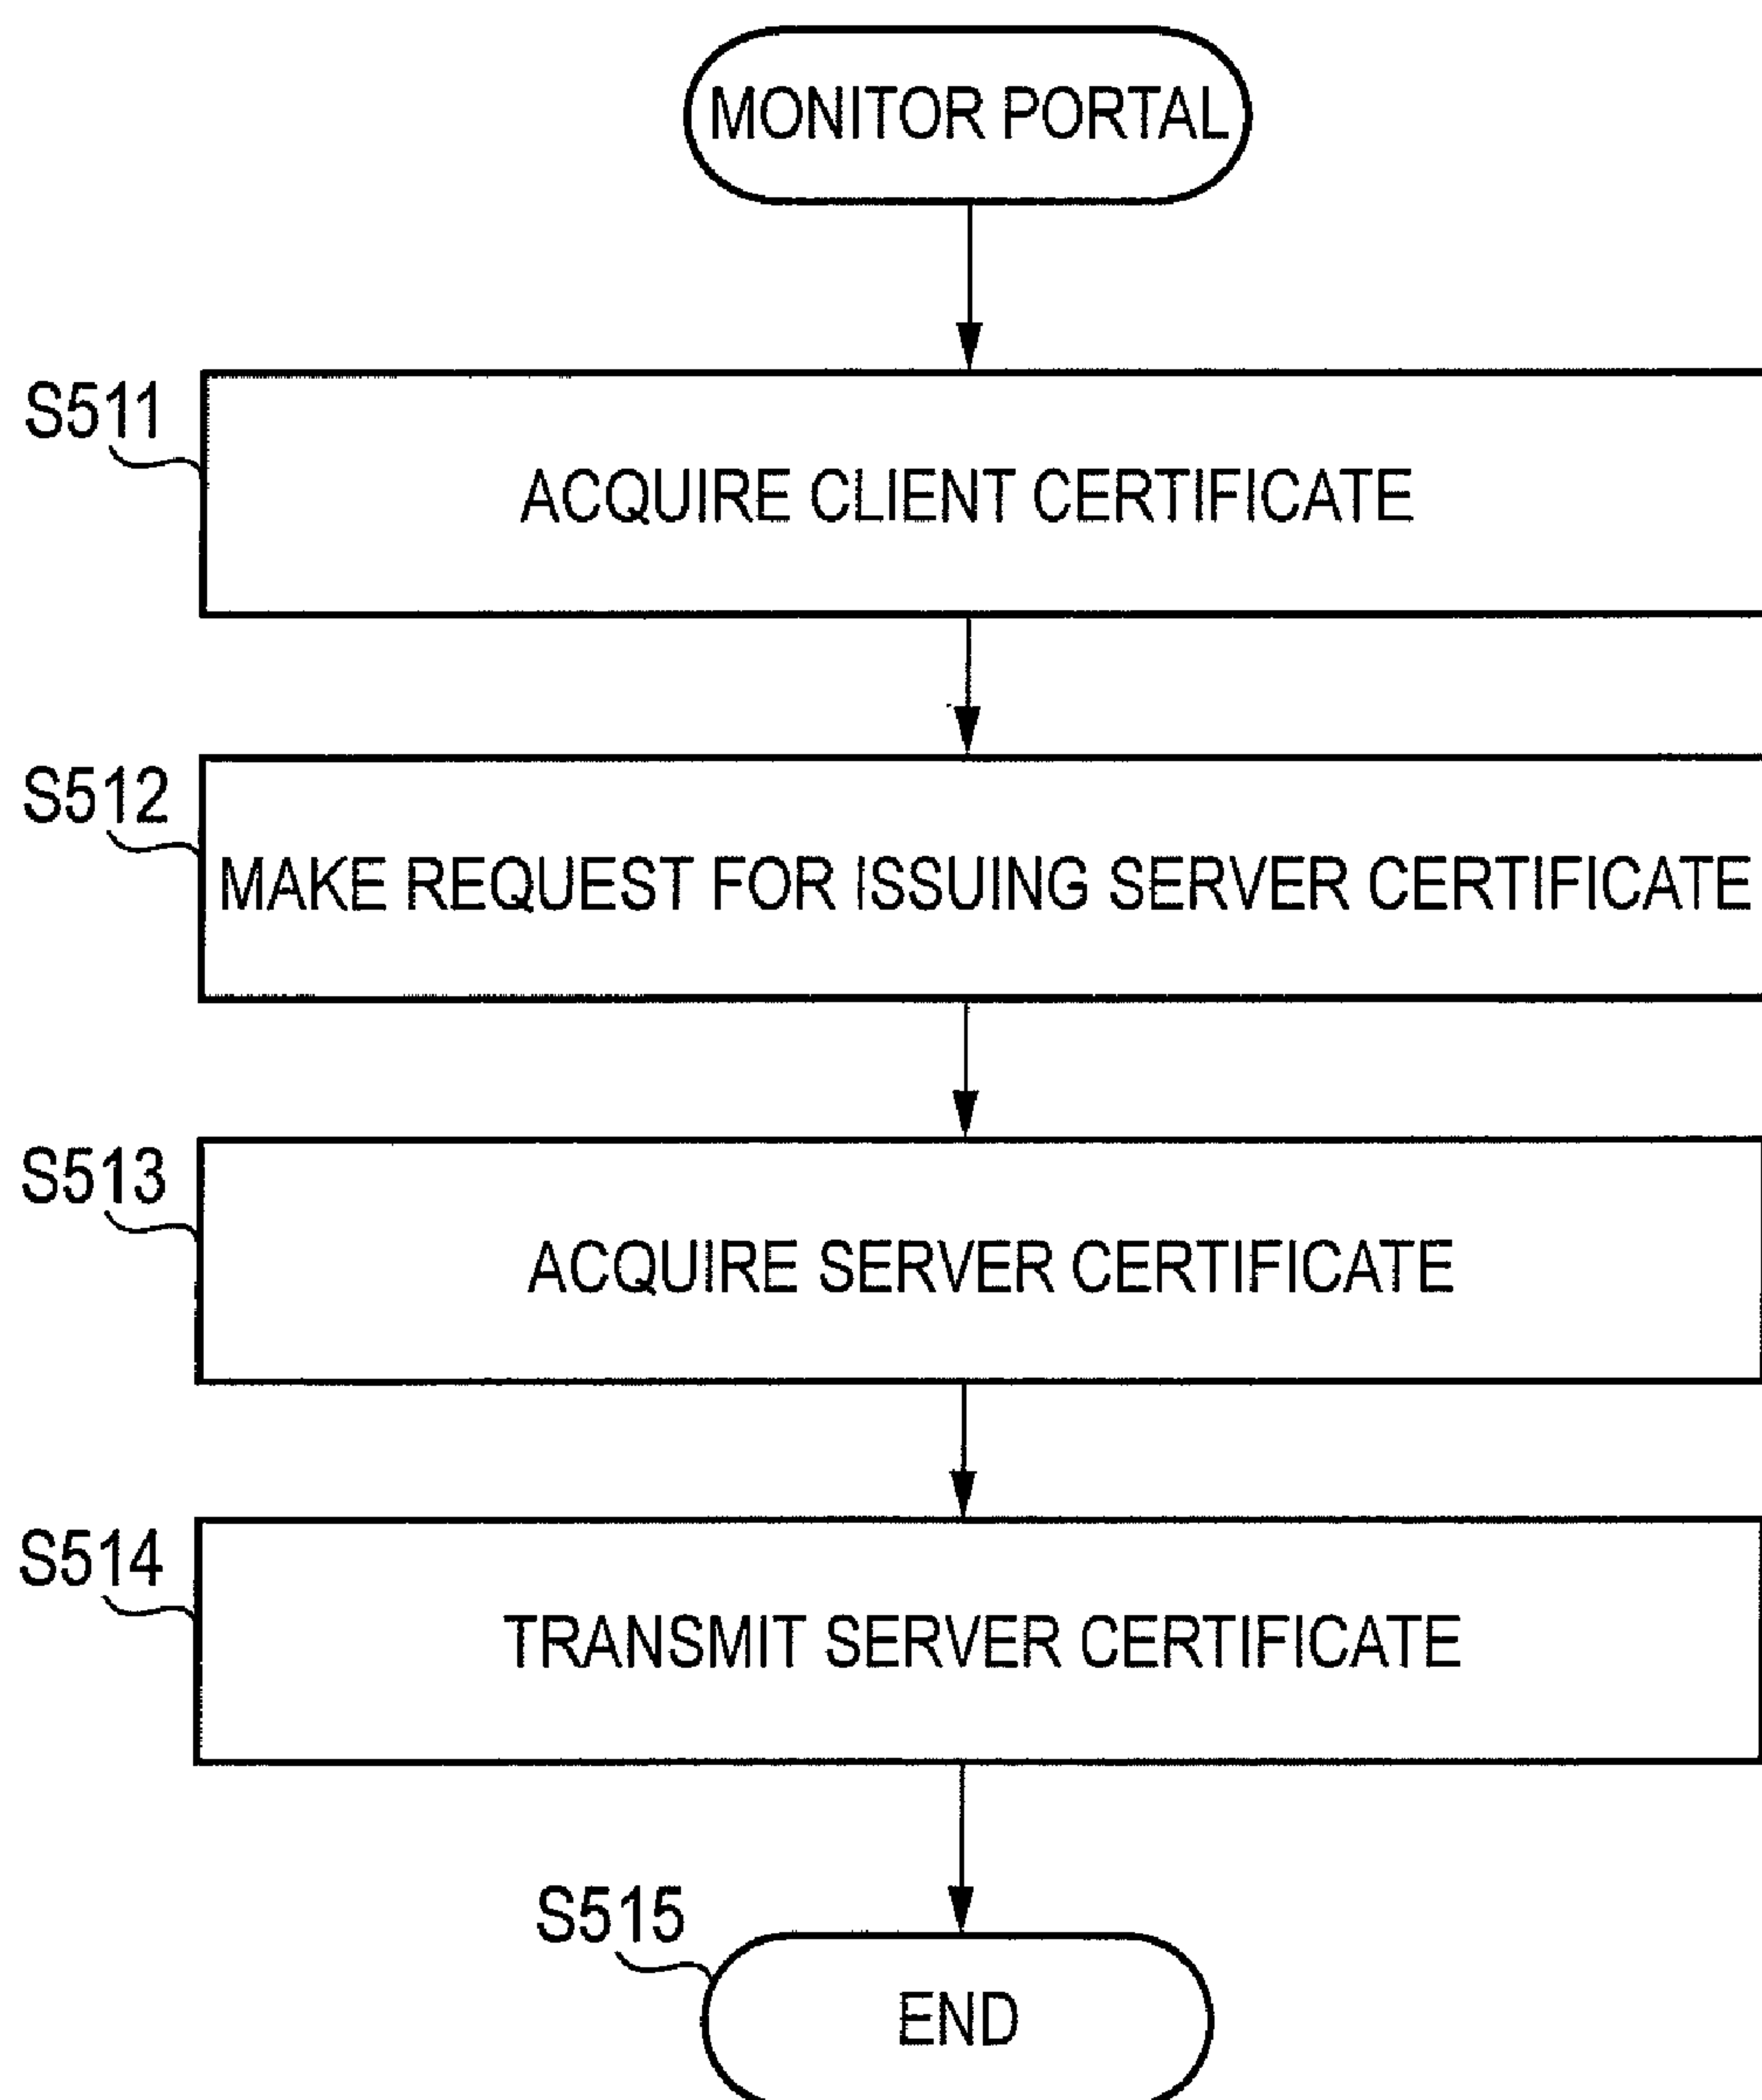 MONITOR PORTAL
S511
ACQUIRE CLIENT CERTIFICATE
S512
MAKE REQUEST FOR ISSUING SERVER CERTIFICATE
S513
ACQUIRE SERVER CERTIFICATE
S514
TRANSMIT SERVER CERTIFICATE
S515
END